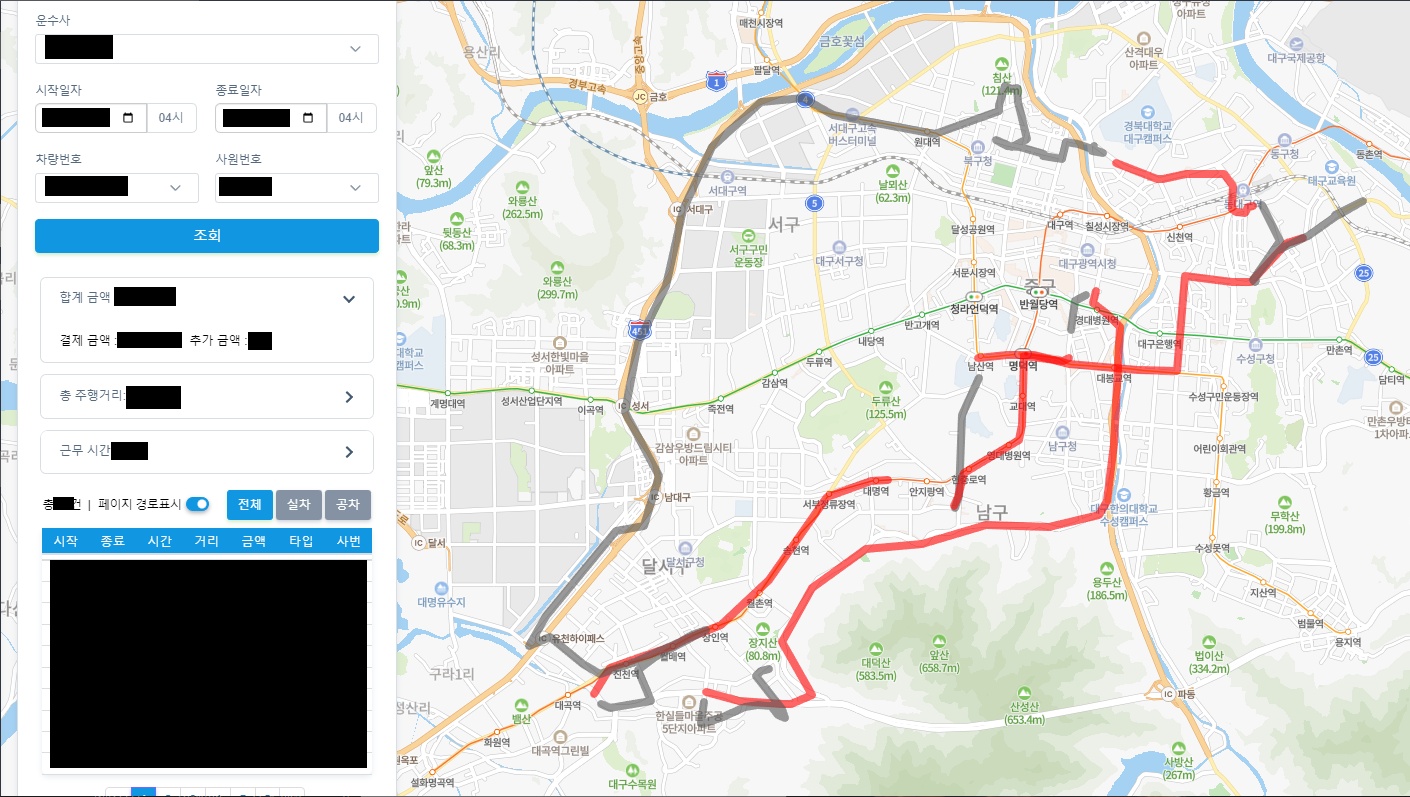 운수사
시작일자
종료일자
04시
04시
차량번호
사원번호
조회
합계 금액
결제 금액 :
추가 금액 :
총 주행거리:
근무 시간
총
건 | 페이지 경로표시
전체
실차
공차
시작 종료 시간 거리 금액 타입 사번
매천시장역
아파트
용산리
금호꽃섬
산격대우
아파트
대구국제공항
중앙고속
경부고속
팔달역
1
JC 금호
4
침산
(121.4m)
서대구고속
버스터미널
원대역
북구청
경북대학교
대구캠퍼스
동구청
동촌역
대구교육원
앞산
(79.3m)
와룡산
(262.5m)
서대구역
날뫼산
(62.3m)
5
동대구역
IC 서대구
뒷동산
(68.3m)
서구
서구구민
운동장
대구서구청
달성공원역
대구역
칠성시장역
신천역
대구광역시청
와룡산
(299.7m)
서문시장역
중구
25
청라언덕역
반월당역
451
경대병원역
반고개역
내당역
대구은행역
수성구청
만촌역
25
성서한빛마을
아파트
두류역
남산역
명덕역
대봉교역
담티역
감삼역
두류산
(125.5m)
계명대역
성서산업단지역
이곡역
IC 성서
죽전역
교대역
수성구민운동장역
만촌우방타
1차아파트
감삼우방드림시티
아파트
남구청
영대병원역
어린이회관역
현충로역
대명역
안지랑역
황금역
IC 남대구
서부정류장역
남구
대구한의대학교
수성캠퍼스
무학산
(199.8m)
IC 달서
송현역
수성못역
달서구
달서구청
용두산
(186.5m)
대명유수지
지산역
월촌역
범물역
용지역
IC 유천하이패스
상인역
장지산
(80.8m)
대덕산
(583.5m)
앞산
(658.7m)
법이산
(334.2m)
월배역
구라1리
진천역
대곡역
한실들마을주공
5단지아파트
산성산
(653.4m)
IC 파동
성산리
뱀산
화원역
대곡역그린빌
사방산
(267m)
설화명곡역
대구수목원